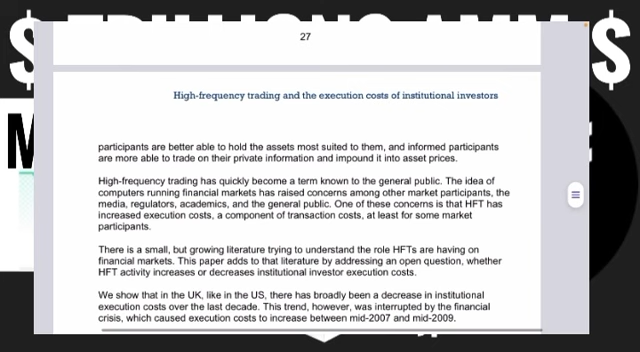 27
High-frequency trading and the execution costs of institutional investors
participants are better able to hold the assets most suited to them, and informed participants
are more able to trade on their private information and impound it into asset prices.
High-frequency trading has quickly become a term known to the general public. The idea of
computers running financial markets has raised concerns among other market participants, the
media, regulators, academics, and the general public. One of these concerns is that HFT has
increased execution costs, a component of transaction costs, at least for some market
participants.
There is a small, but growing literature trying to understand the role HFTs are having on
financial markets. This paper adds to that literature by addressing an open question, whether
HFT activity increases or decreases institutional investor execution costs.
We show that in the UK, like in the US, there has broadly been a decrease in institutional
execution costs over the last decade. This trend, however, was interrupted by the financial
crisis, which caused execution costs to increase between mid-2007 and mid-2009.